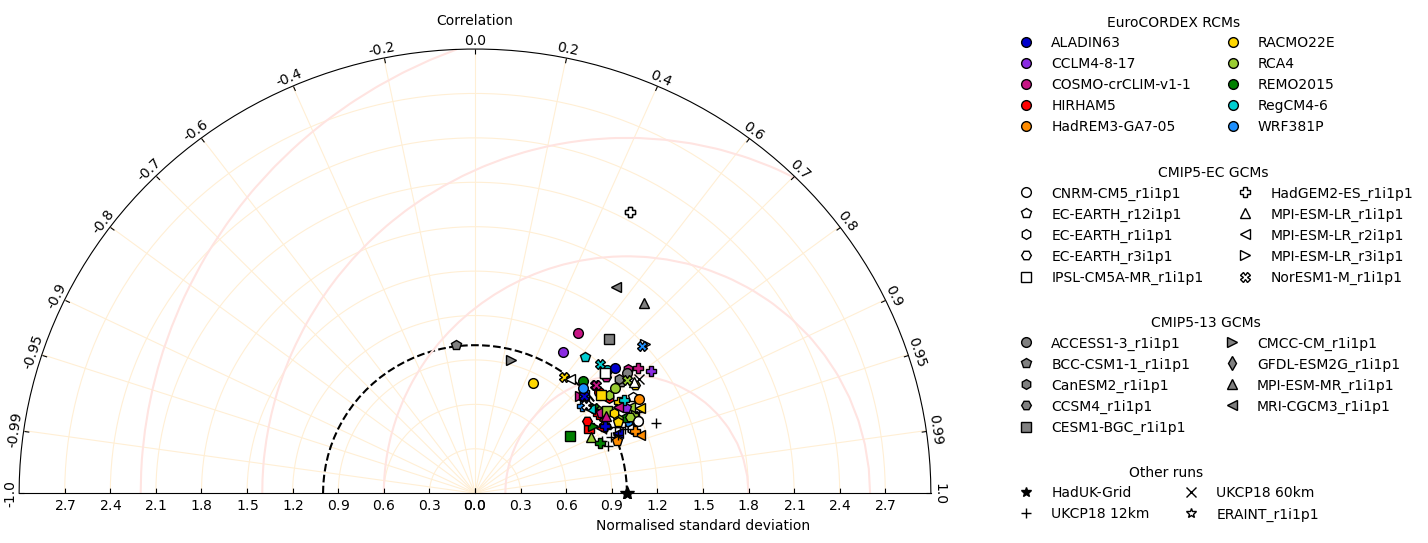 Correlation
-1.0
-0.99
-0.95
-0.9
-0.8
-0.7
-0.6
-0.4
-0.2
0.0
0.2
0.4
0.6
0.7
0.8
0.9
0.95
0.99
1.0
2.7 2.4 2.1 1.8 1.5 1.2 0.9 0.6 0.3 0.0 0.3 0.6 0.9 1.2 1.5 1.8 2.1 2.4 2.7
Normalised standard deviation
EuroCORDEX RCMs
ALADIN63 RACMO22E
CCLM4-8-17 RCA4
COSMO-crCLIM-v1-1 REMO2015
HIRHAM5 RegCM4-6
HadREM3-GA7-05 WRF381P
CMIP5-EC GCMs
CNRM-CM5_r1i1p1 HadGEM2-ES_r1i1p1
EC-EARTH_r12i1p1 MPI-ESM-LR_r1i1p1
EC-EARTH_r1i1p1 MPI-ESM-LR_r2i1p1
EC-EARTH_r3i1p1 MPI-ESM-LR_r3i1p1
IPSL-CM5A-MR_r1i1p1 NorESM1-M_r1i1p1
CMIP5-13 GCMs
ACCESS1-3_r1i1p1 CMCC-CM_r1i1p1
BCC-CSM1-1_r1i1p1 GFDL-ESM2G_r1i1p1
CanESM2_r1i1p1 MPI-ESM-MR_r1i1p1
CCSM4_r1i1p1 MRI-CGCM3_r1i1p1
CESM1-BGC_r1i1p1
Other runs
HadUK-Grid UKCP18 60km
UKCP18 12km ERAINT_r1i1p1